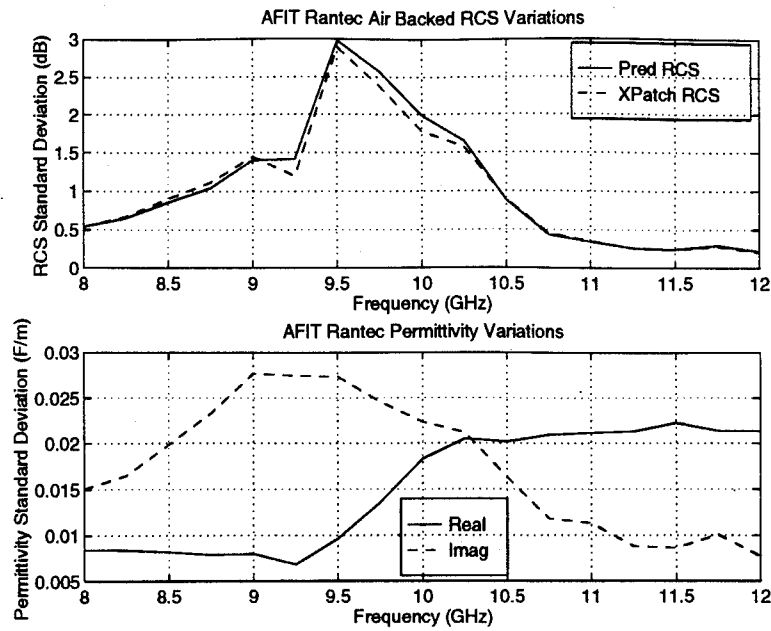 AFIT Rantec Air Backed RCS Variations
RCS Standard Deviation (dB)
3
2.5
2
1.5
1
0.5
0
Pred RCS
XPatch RCS
8 8.5 9 9.5 10 10.5 11 11.5 12
Frequency (GHz)
AFIT Rantec Permittivity Variations
Permittivity Standard Deviation (F/m)
0.03
0.025
0.02
0.015
0.01
0.005
Real
Imag
8 8.5 9 9.5 10 10.5 11 11.5 12
Frequency (GHz)